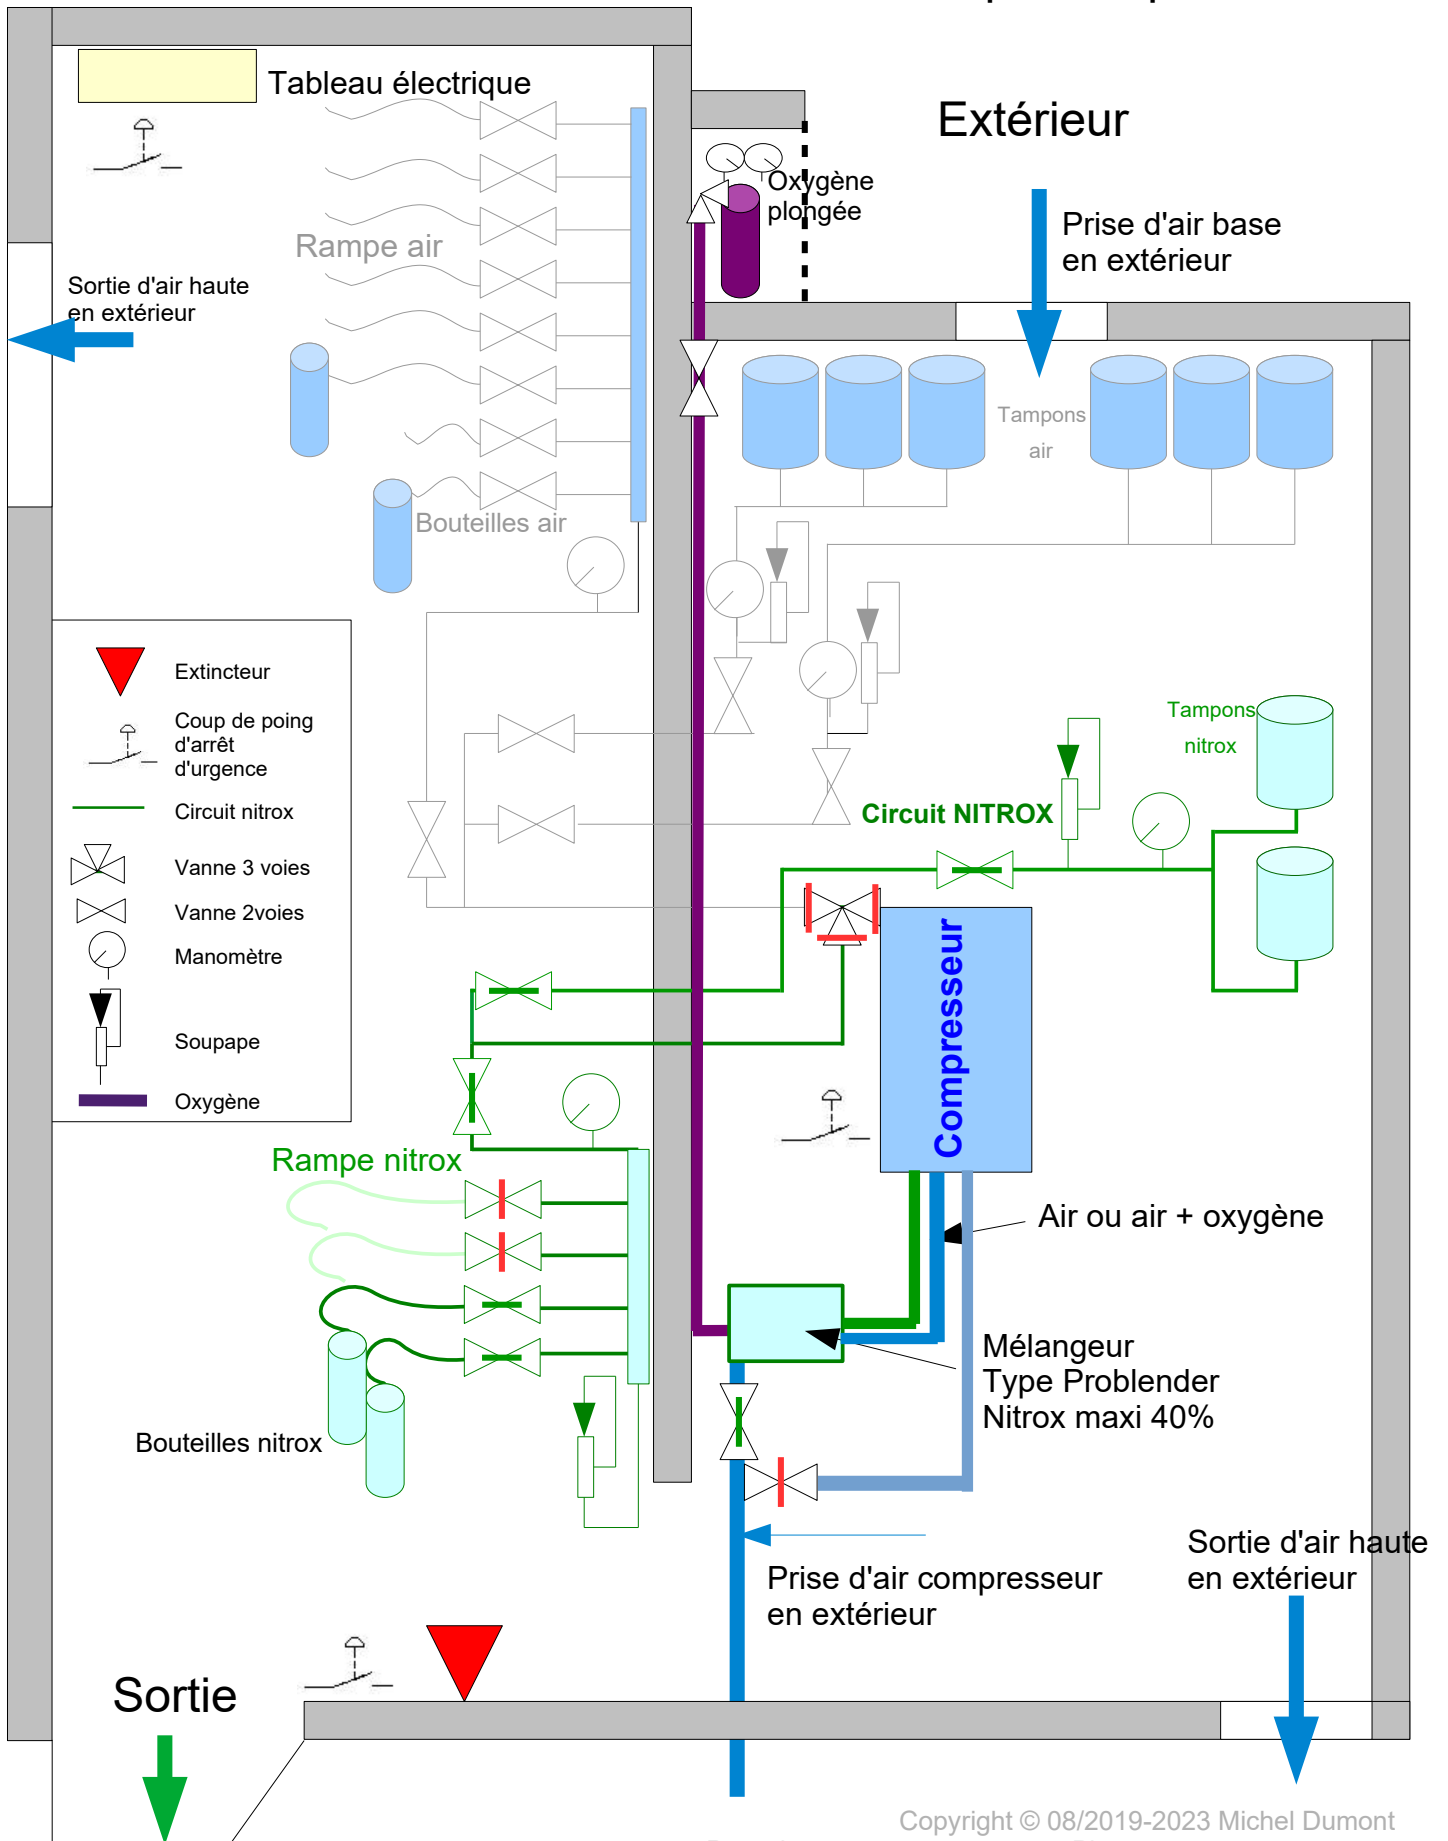 Tableau électrique
Extérieur
Oxygène
plongée
Prise d'air base
en extérieur
Rampe air
Sortie d'air haute
en extérieur
Tampons
air
Bouteilles air
Extincteur
Coup de poing
d'arrêt
d'urgence
Circuit nitrox
Vanne 3 voies
Vanne 2voies
Manomètre
Soupape
Oxygène
Tampons
nitrox
Circuit NITROX
Compresseur
Rampe nitrox
Air ou air + oxygène
Mélangeur
Type Problender
Nitrox maxi 40%
Bouteilles nitrox
Prise d'air compresseur
en extérieur
Sortie d'air haute
en extérieur
Sortie
Copyright © 08/2019-2023 Michel Dumont